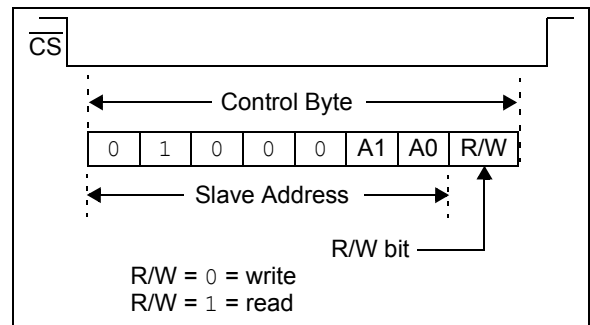 CS
Control Byte
0 1 0 0 0 A1 A0 R/W
Slave Address
R/W bit
R/W = 0 = write
R/W = 1 = read